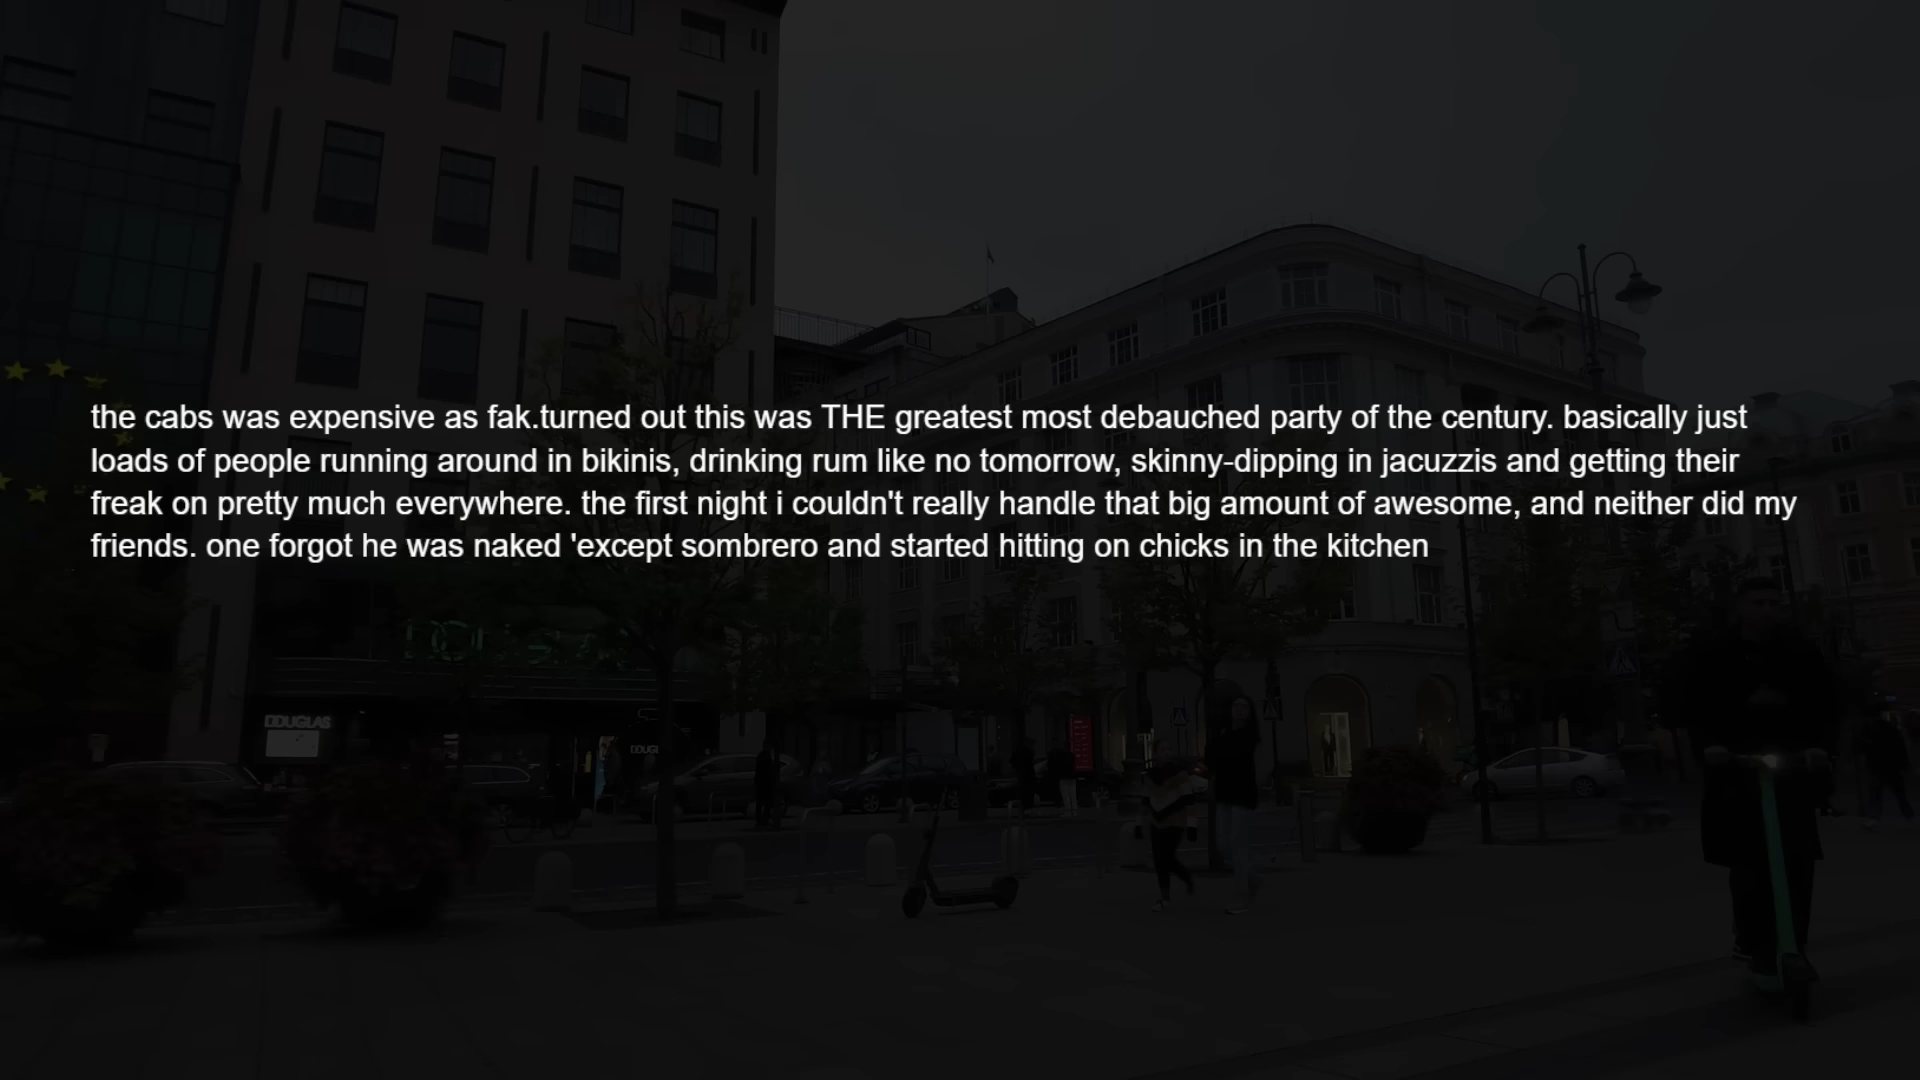 the cabs was expensive as fak.turned out this was THE greatest most debauched party of the century. basically just
loads of people running around in bikinis, drinking rum like no tomorrow, skinny-dipping in jacuzzis and getting their
freak on pretty much everywhere. the first night i couldn't really handle that big amount of awesome, and neither did my
friends. one forgot he was naked 'except sombrero and started hitting on chicks in the kitchen
DOUGLAS